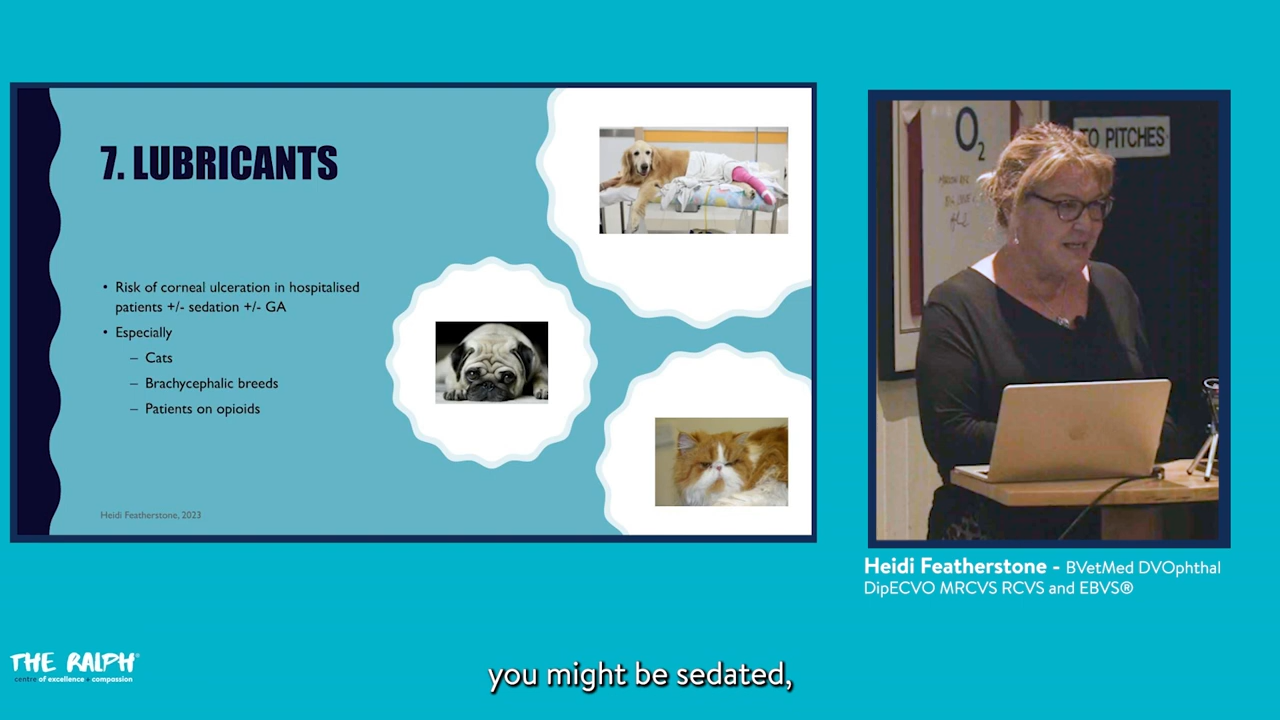 7. LUBRICANTS
• Risk of corneal ulceration in hospitalised
patients +/- sedation +/- GA
• Especially
– Cats
– Brachycephalic breeds
– Patients on opioids
Heidi Featherstone, 2023
O2
TO PITCHES
Heidi Featherstone - BVetMed DVOphthal
DipECVO MRCVS RCVS and EBVS®
THE RALPH®
centre of excellence + compassion
you might be sedated,